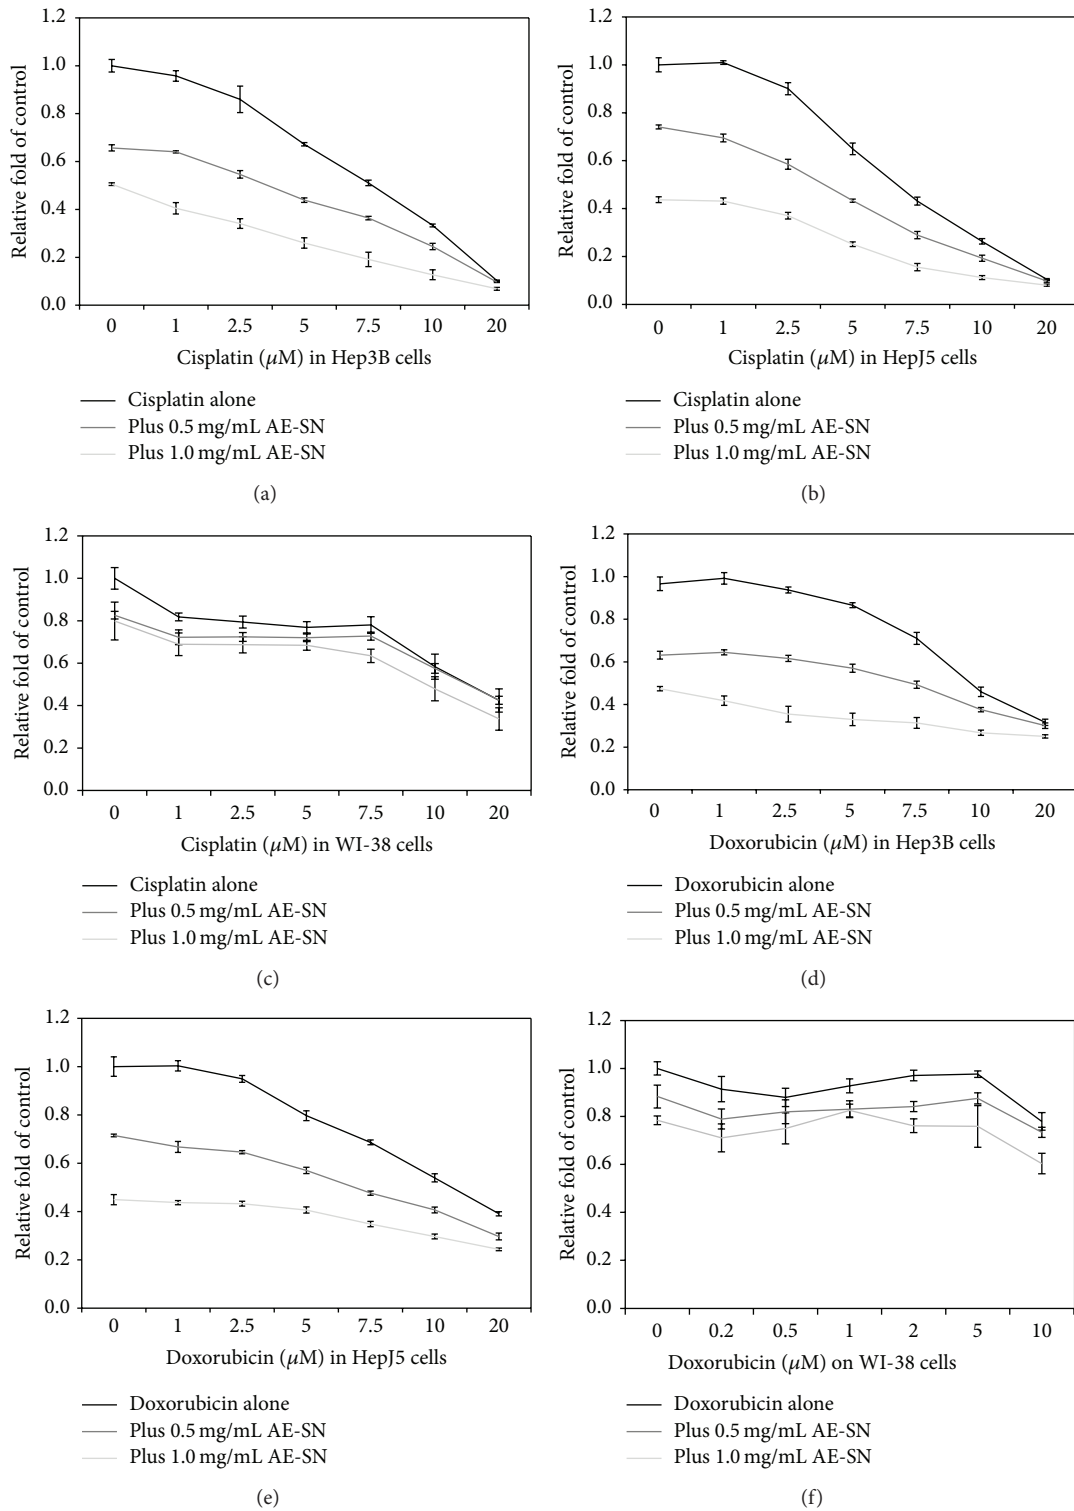 1.2
1.0
0.8
0.6
0.4
0.2
0.0
Relative fold of control
0 1 2.5 5 7.5 10 20
Cisplatin (μM) in Hep3B cells
Cisplatin alone
Plus 0.5 mg/mL AE-SN
Plus 1.0 mg/mL AE-SN
(a)
1.2
1.0
0.8
0.6
0.4
0.2
0.0
Relative fold of control
0 1 2.5 5 7.5 10 20
Cisplatin (μM) in HepJ5 cells
Cisplatin alone
Plus 0.5 mg/mL AE-SN
Plus 1.0 mg/mL AE-SN
(b)
1.2
1.0
0.8
0.6
0.4
0.2
0.0
Relative fold of control
0 1 2.5 5 7.5 10 20
Cisplatin (μM) in WI-38 cells
Cisplatin alone
Plus 0.5 mg/mL AE-SN
Plus 1.0 mg/mL AE-SN
(c)
1.2
1.0
0.8
0.6
0.4
0.2
0.0
Relative fold of control
0 1 2.5 5 7.5 10 20
Doxorubicin (μM) in Hep3B cells
Doxorubicin alone
Plus 0.5 mg/mL AE-SN
Plus 1.0 mg/mL AE-SN
(d)
1.2
1.0
0.8
0.6
0.4
0.2
0.0
Relative fold of control
0 1 2.5 5 7.5 10 20
Doxorubicin (μM) in HepJ5 cells
Doxorubicin alone
Plus 0.5 mg/mL AE-SN
Plus 1.0 mg/mL AE-SN
(e)
1.2
1.0
0.8
0.6
0.4
0.2
0.0
Relative fold of control
0 0.2 0.5 1 2 5 10
Doxorubicin (μM) on WI-38 cells
Doxorubicin alone
Plus 0.5 mg/mL AE-SN
Plus 1.0 mg/mL AE-SN
(f)